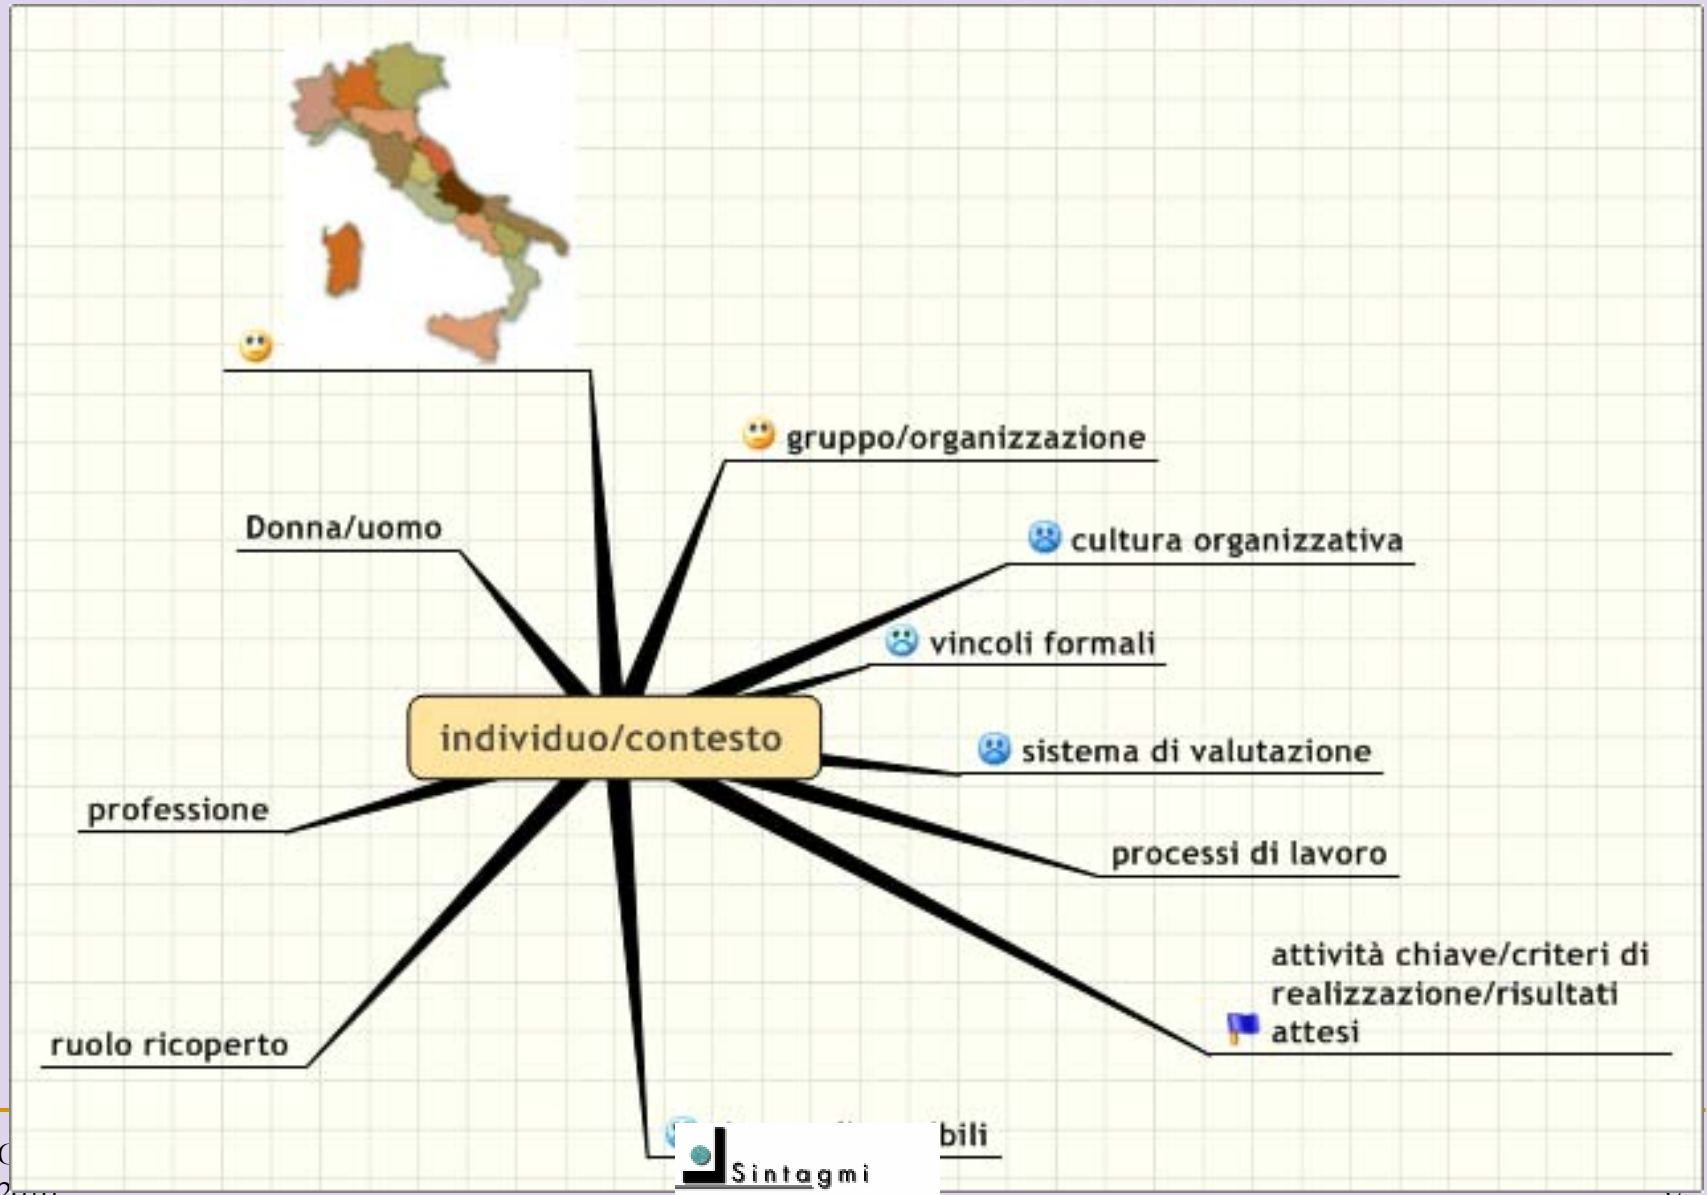 gruppo/organizzazione
Donna/uomo
cultura organizzativa
vincoli formali
individuo/contesto
sistema di valutazione
professione
processi di lavoro
attività chiave/criteri di
realizzazione/risultati
attesi
ruolo ricoperto
Sintagmi